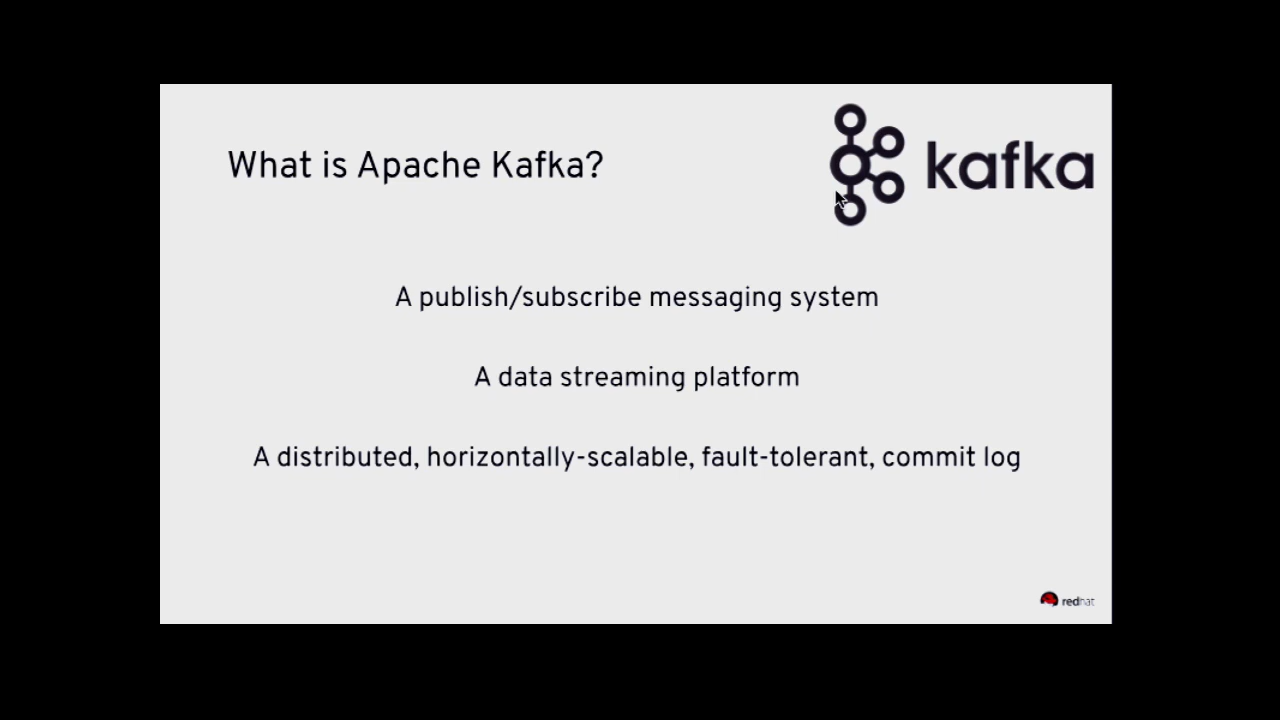 What is Apache Kafka?
kafka
A publish/subscribe messaging system
A data streaming platform
A distributed, horizontally-scalable, fault-tolerant, commit log
redhat